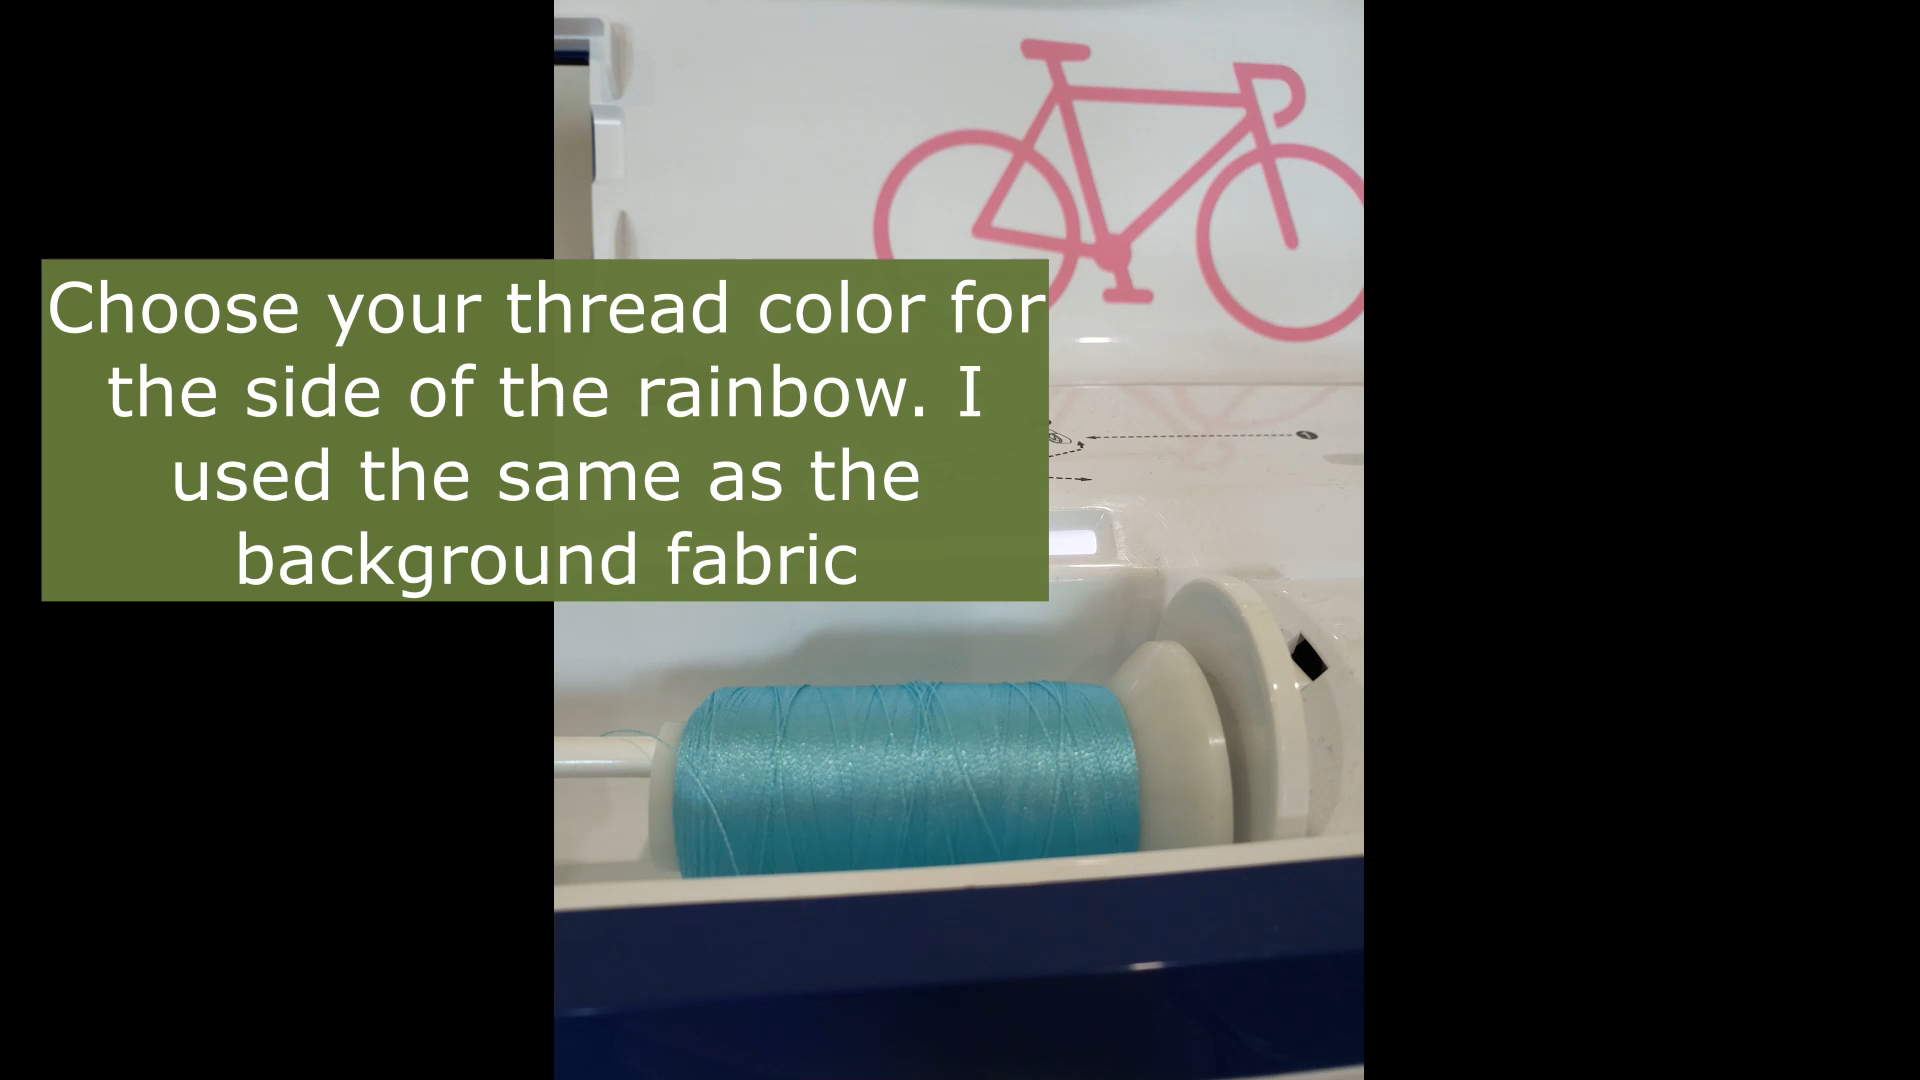 Choose your thread color for
the side of the rainbow. I
used the same as the
background fabric